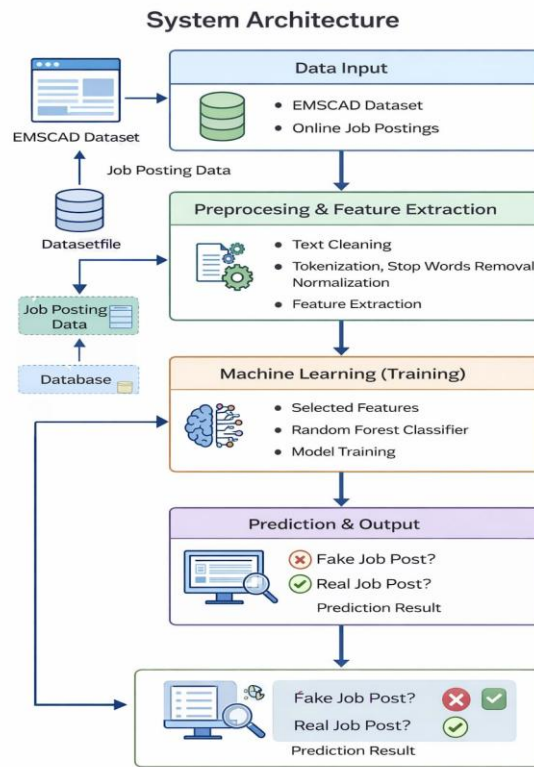 System Architecture
Data Input
EMSCAD Dataset
• EMSCAD Dataset
• Online Job Postings
Job Posting Data
Datasetfile
Preprocesing & Feature Extraction
• Text Cleaning
• Tokenization, Stop Words Removal
Normalization
• Feature Extraction
Job Posting
Data
Database
Machine Learning (Training)
• Selected Features
• Random Forest Classifier
• Model Training
Prediction & Output
Fake Job Post?
Real Job Post?
Prediction Result
Fake Job Post?
Real Job Post?
Prediction Result